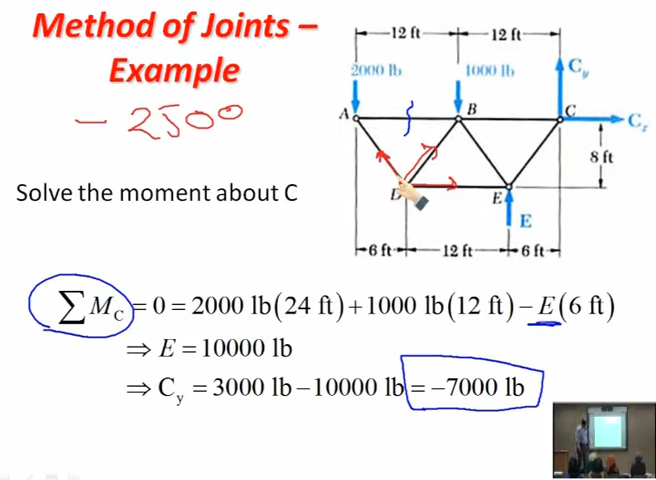 Method of Joints –
Example
– 2500
Solve the moment about C
12 ft 12 ft
2000 lb 1000 lb Cy
A B C Cx
8 ft
D E
E
6 ft 12 ft 6 ft
∑ M_C = 0 = 2000 lb(24 ft) + 1000 lb(12 ft) − E(6 ft)
⇒ E = 10000 lb
⇒ C_y = 3000 lb − 10000 lb = −7000 lb